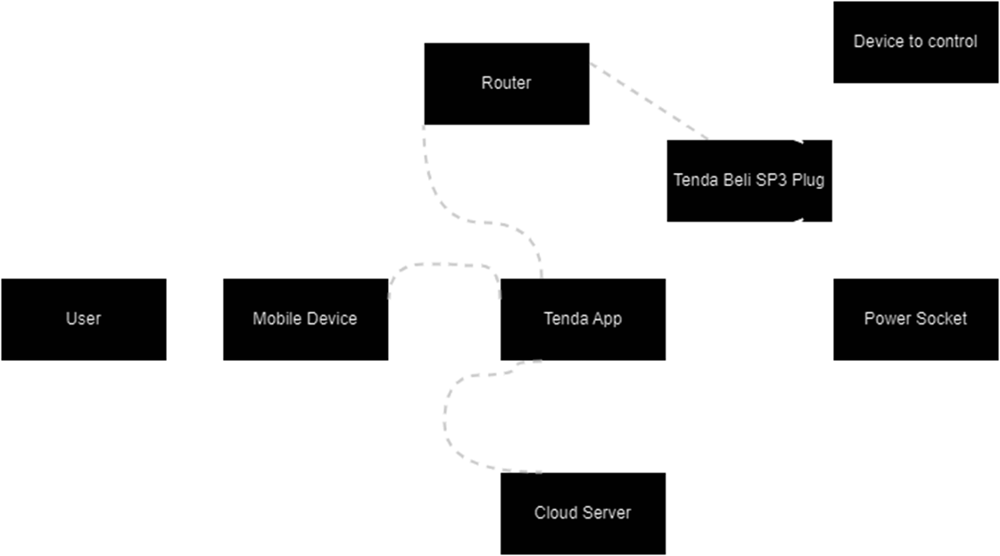 Device to control
Router
Tenda Beli SP3 Plug
User
Mobile Device
Tenda App
Power Socket
Cloud Server